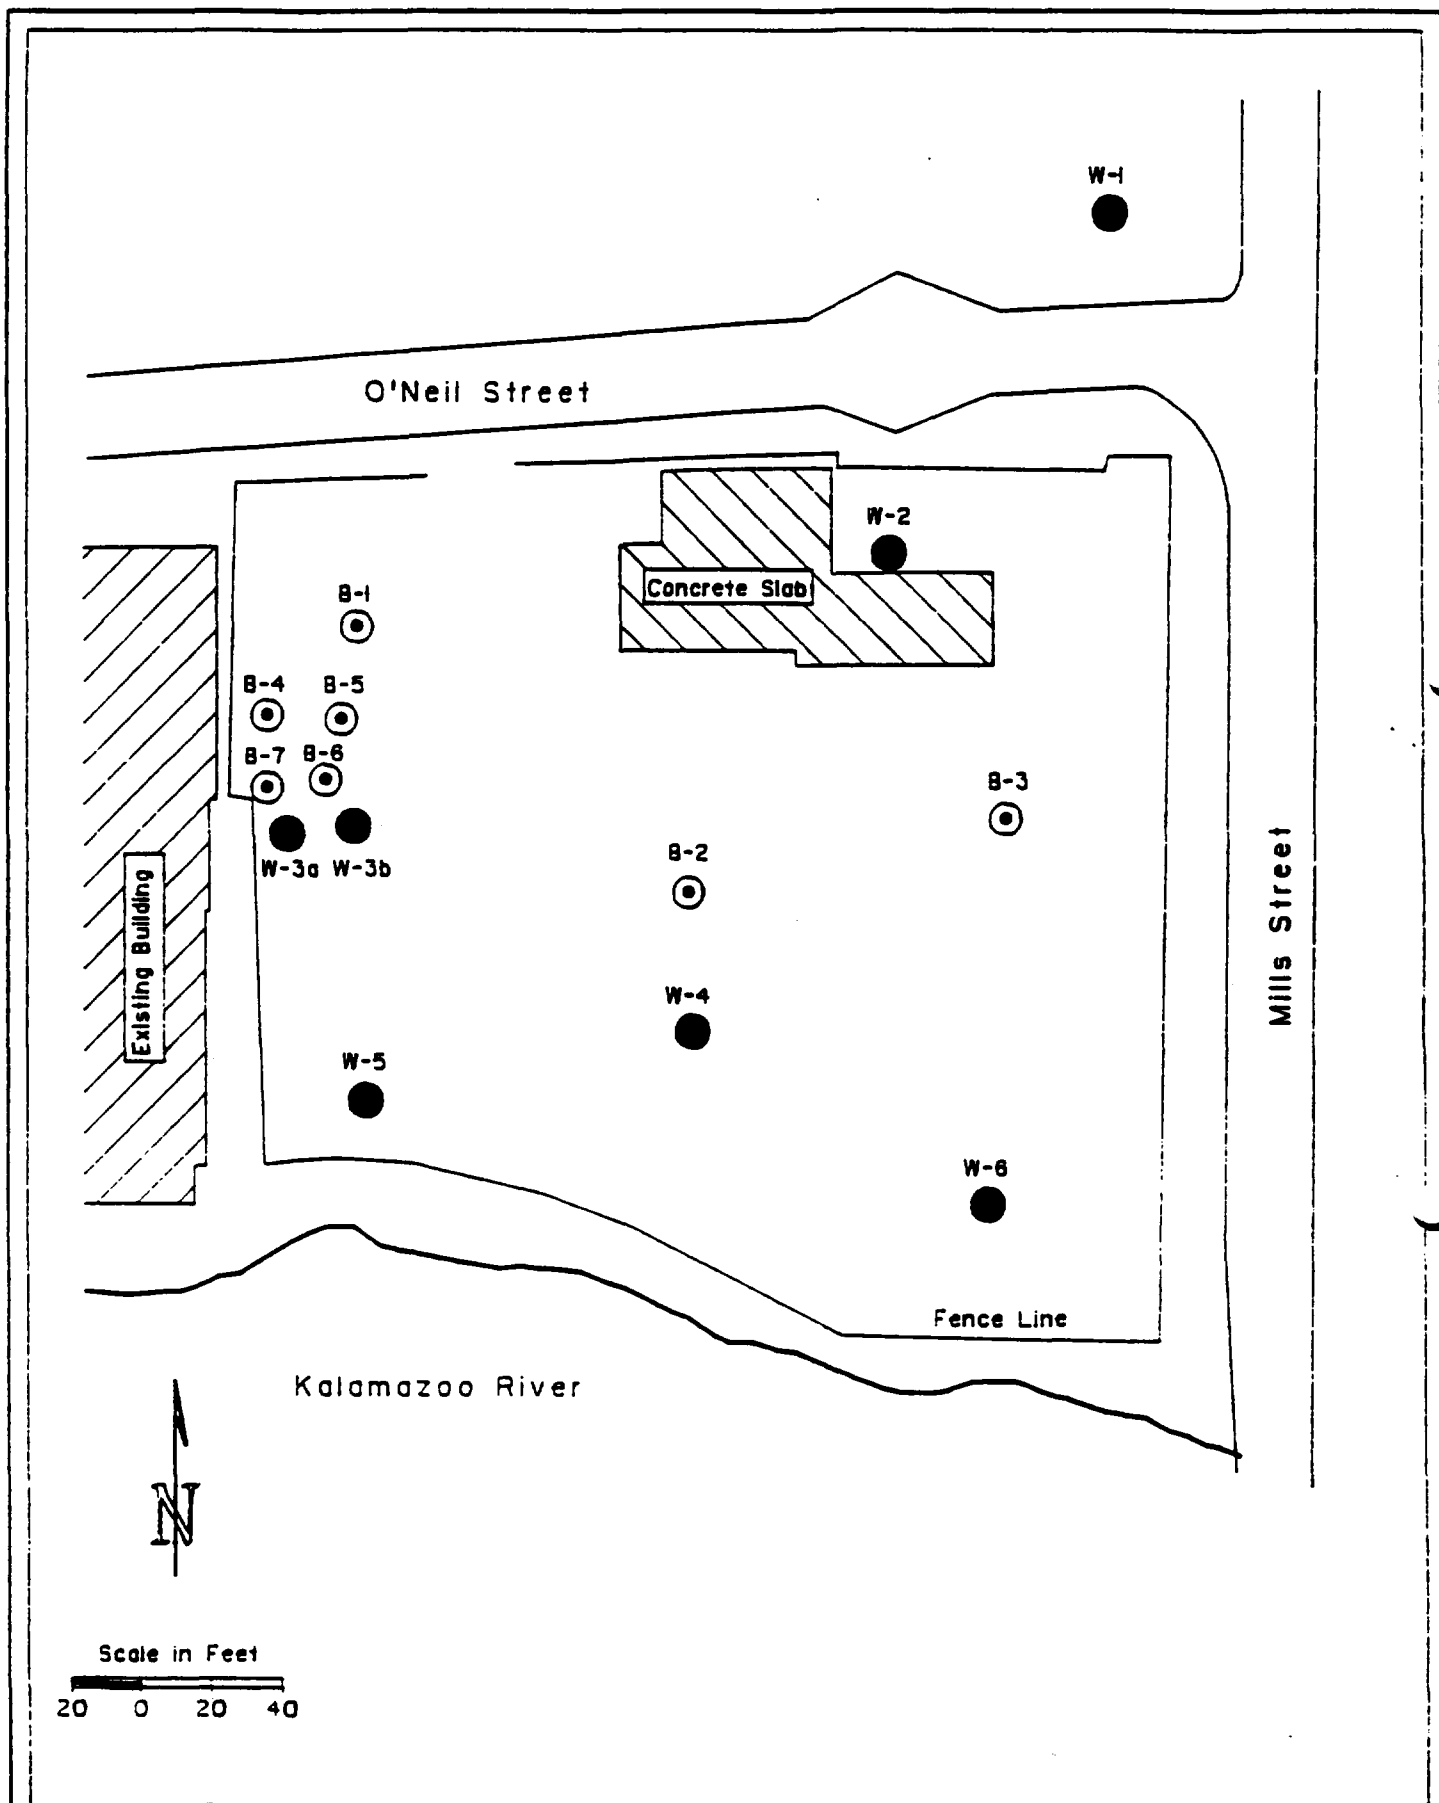 W-1
O'Neil Street
W-2
Concrete Slab
B-1
B-4 B-5
B-7 B-6
B-3
W-3a W-3b
B-2
Existing Building
Mills Street
W-4
W-5
W-6
Fence Line
Kalamazoo River
N
Scale in Feet
20 0 20 40